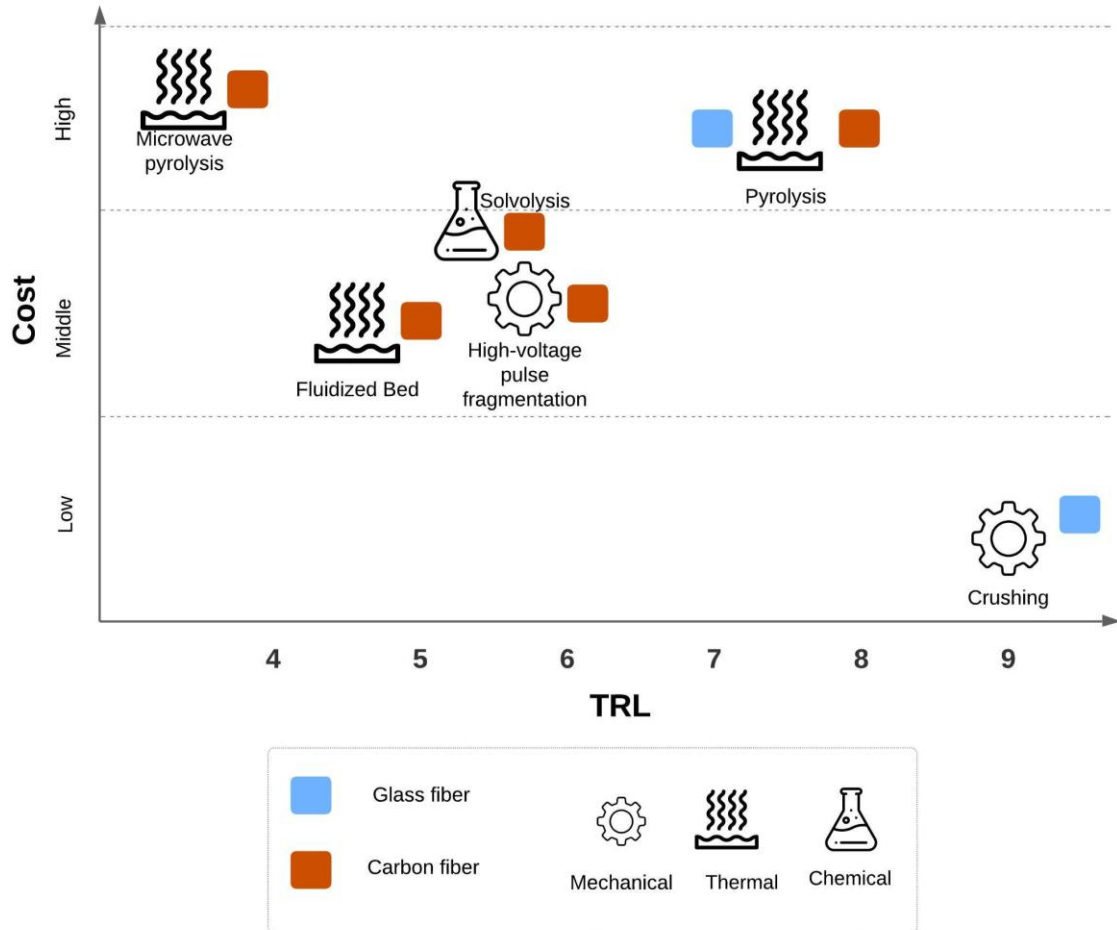 High
Microwave
pyrolysis
Pyrolysis
Solvolysis
Cost
Middle
Fluidized Bed
High-voltage
pulse
fragmentation
Low
Crushing
4 5 6 7 8 9
TRL
Glass fiber
Carbon fiber
Mechanical Thermal Chemical